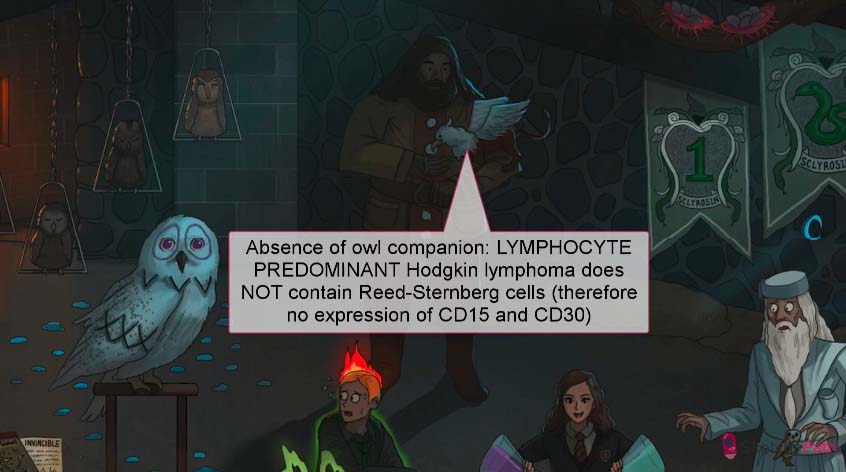 1
SCLYROSIN
SCLYROSIN
Absence of owl companion: LYMPHOCYTE
PREDOMINANT Hodgkin lymphoma does
NOT contain Reed-Sternberg cells (therefore
no expression of CD15 and CD30)
INVINCIBLE